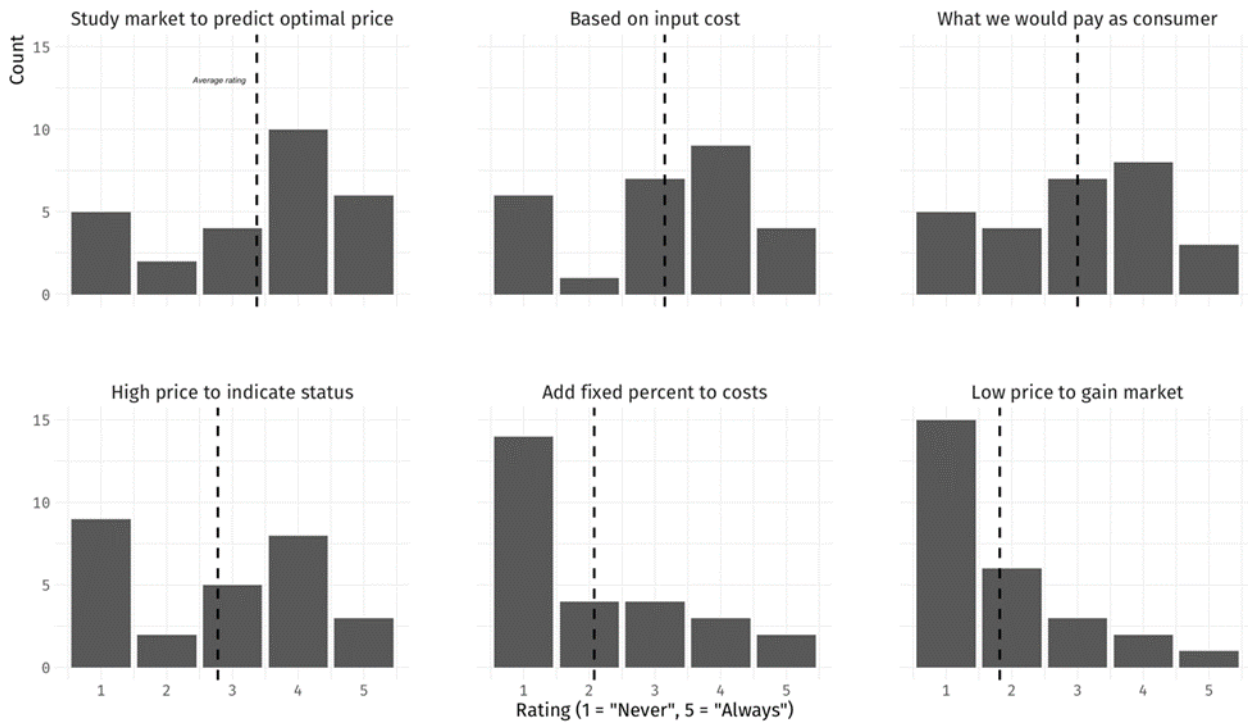 Study market to predict optimal price
Based on input cost
What we would pay as consumer
Count
15
10
5
0
Average rating
High price to indicate status
Add fixed percent to costs
Low price to gain market
15
10
5
0
1 2 3 4 5
1 2 3 4 5
1 2 3 4 5
Rating (1 = "Never", 5 = "Always")